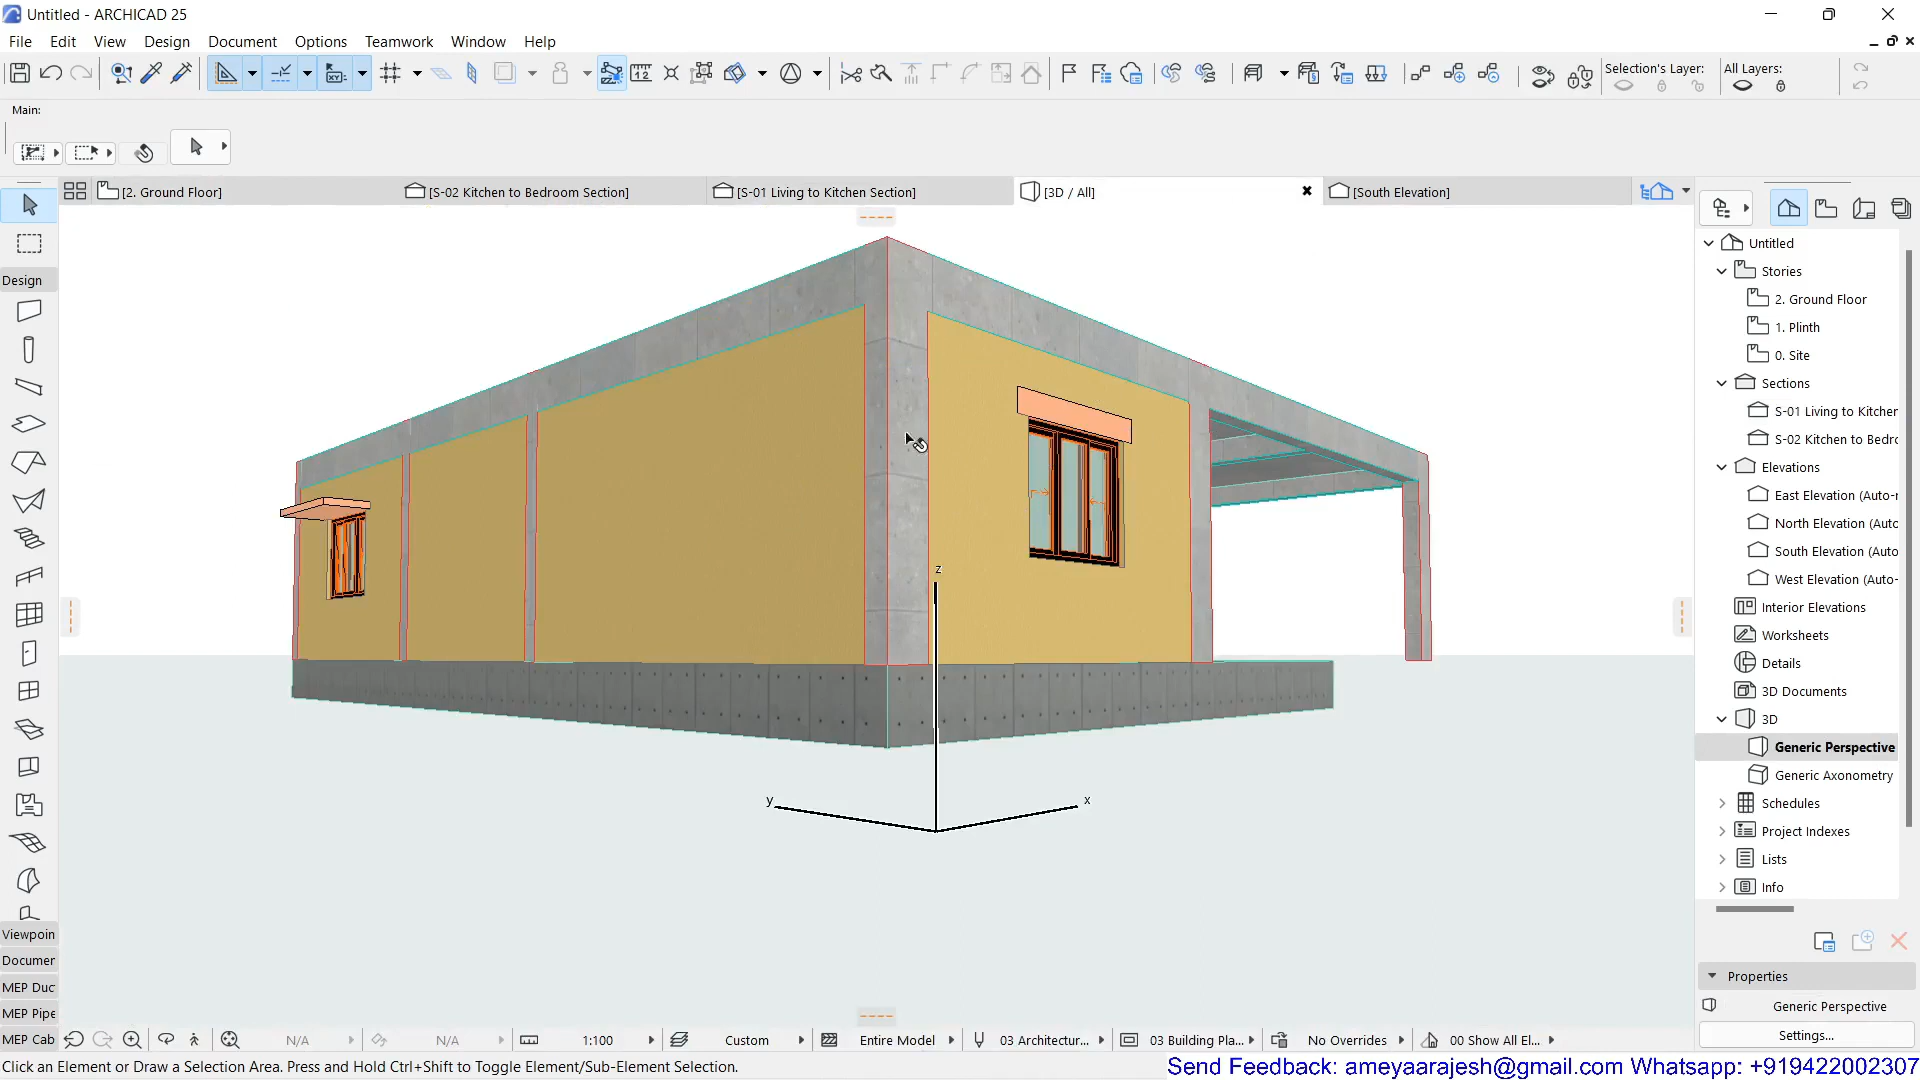 Untitled - ARCHICAD 25
File Edit View Design Document Options Teamwork Window Help
Selection's Layer: All Layers:
Main:
[2. Ground Floor] [S-02 Kitchen to Bedroom Section] [S-01 Living to Kitchen Section] [3D / All] [South Elevation]
Design
Untitled
Stories
2. Ground Floor
1. Plinth
0. Site
Sections
S-01 Living to Kitcher
S-02 Kitchen to Bedro
Elevations
East Elevation (Auto-r
North Elevation (Auto
South Elevation (Auto
West Elevation (Auto-
Interior Elevations
Worksheets
Details
3D Documents
3D
Generic Perspective
Generic Axonometry
Schedules
Project Indexes
Lists
Info
z
y
x
Viewpoin
Documer
MEP Duc
MEP Pipe
MEP Cab
Properties
Generic Perspective
Settings...
N/A N/A 1:100 Custom Entire Model 03 Architectur... 03 Building Pla... No Overrides 00 Show All El...
Click an Element or Draw a Selection Area. Press and Hold Ctrl+Shift to Toggle Element/Sub-Element Selection.
Send Feedback: ameyaarajesh@gmail.com Whatsapp: +919422002307